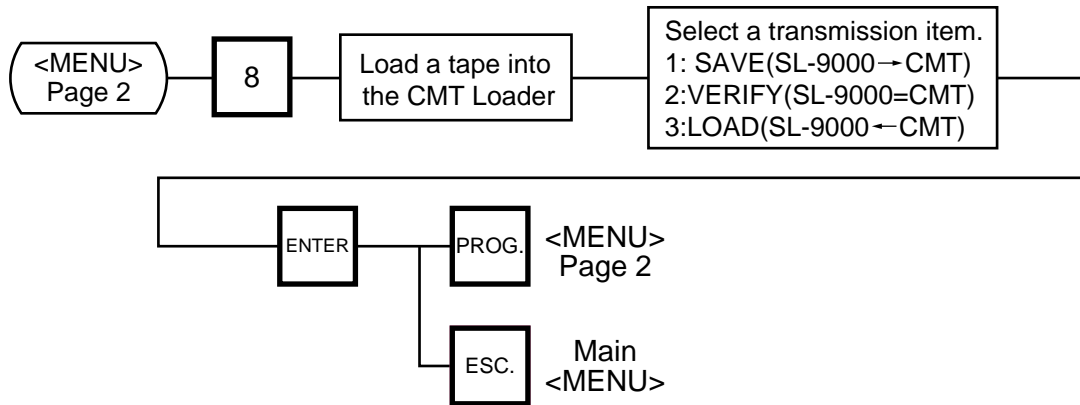 <MENU>
Page 2
8
Load a tape into
the CMT Loader
Select a transmission item.
1: SAVE(SL-9000→CMT)
2:VERIFY(SL-9000=CMT)
3:LOAD(SL-9000←CMT)
ENTER
PROG.
<MENU>
Page 2
ESC.
Main
<MENU>